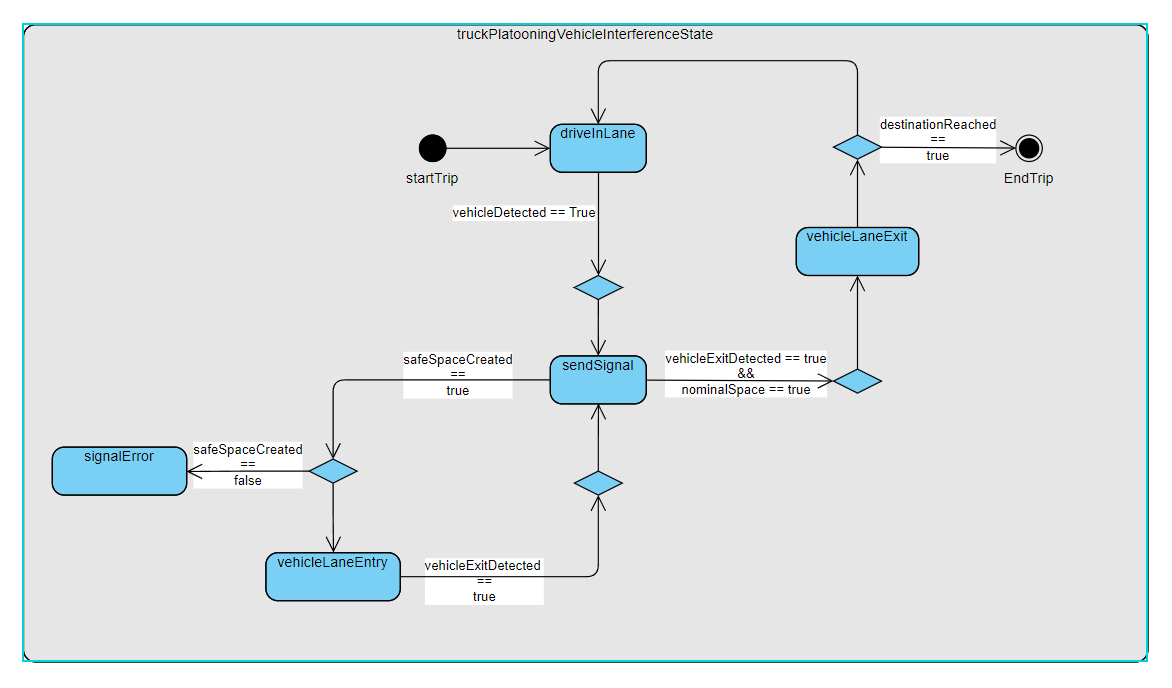 truckPlatooningVehicleInterferenceState
driveInLane
startTrip
destinationReached
==
true
EndTrip
vehicleDetected == True
vehicleLaneExit
sendSignal
safeSpaceCreated
==
true
vehicleExitDetected == true
&&
nominalSpace == true
signalError
safeSpaceCreated
==
false
vehicleLaneEntry
vehicleExitDetected
==
true